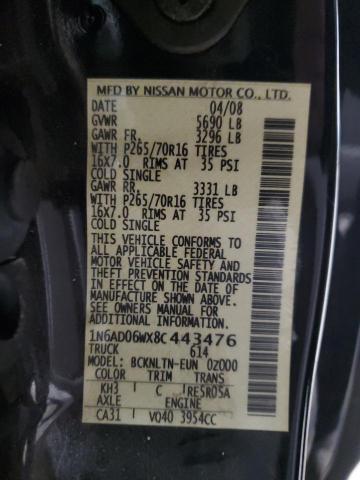 MFD BY NISSAN MOTOR CO., LTD.
DATE 04/08
GVWR 5690 LB
GAWR FR, 3296 LB
WITH P265/70R16 TIRES
16X7.0 RIMS AT 35 PSI
COLD SINGLE
GAWR RR, 3331 LB
WITH P265/70R16 TIRES
16X7.0 RIMS AT 35 PSI
COLD SINGLE
THIS VEHICLE CONFORMS TO
ALL APPLICABLE FEDERAL
MOTOR VEHICLE SAFETY AND
THEFT PREVENTION STANDARDS
IN EFFECT ON THE DATE OF
MANUFACTURE SHOWN ABOVE.
SEE OWNERS MANUAL FOR
ADDITIONAL INFORMATION.
1N6AD06WX8C443476
TRUCK 614
MODEL: BCKNLTN-EUN 0Z000
COLOR TRIM TRANS
KH3 C RE5R05A
AXLE ENGINE
CA31 VQ40 3954CC